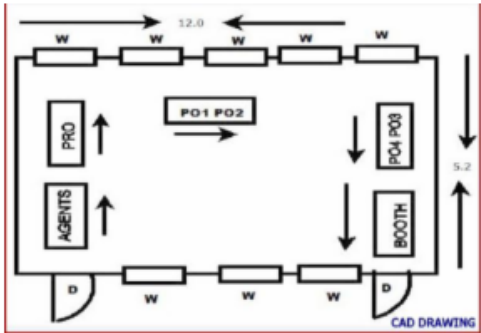 12.0
W W W W W
PO1 PO2
PRO
PO4 PO3
5.2
AGENTS
BOOTH
D
D
W W W
CAD DRAWING